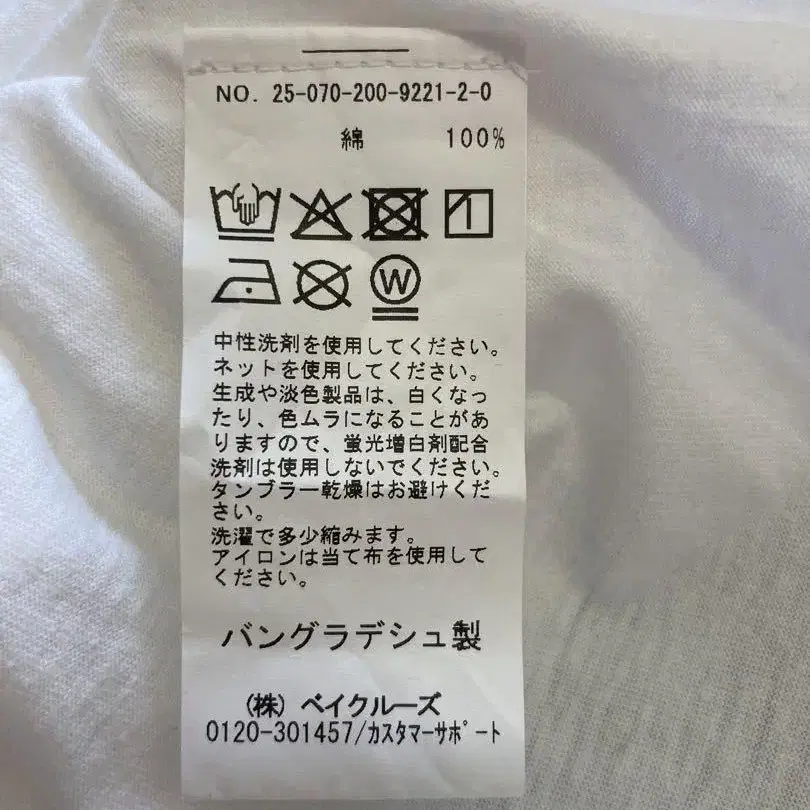 NO. 25-070-200-9221-2-0
綿 100%
W
中性洗剤を使用してください。
ネットを使用してください。
生成や淡色製品は、白くなっ
たり、色ムラになることがあ
りますので、蛍光増白剤配合
洗剤は使用しないでください。
タンブラー乾燥はお避けくだ
さい。
洗濯で多少縮みます。
アイロンは当て布を使用して
ください。
バングラデシュ製
(株) ベイクルーズ
0120-301457/カスタマーサポート